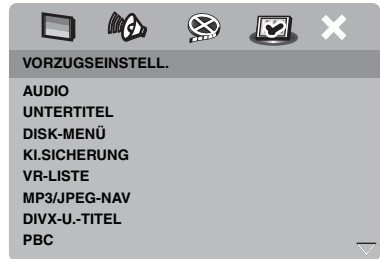 VORZUGSEINSTELL.
AUDIO
UNTERTITEL
DISK-MENÜ
KI.SICHERUNG
VR-LISTE
MP3/JPEG-NAV
DIVX-U.-TITEL
PBC